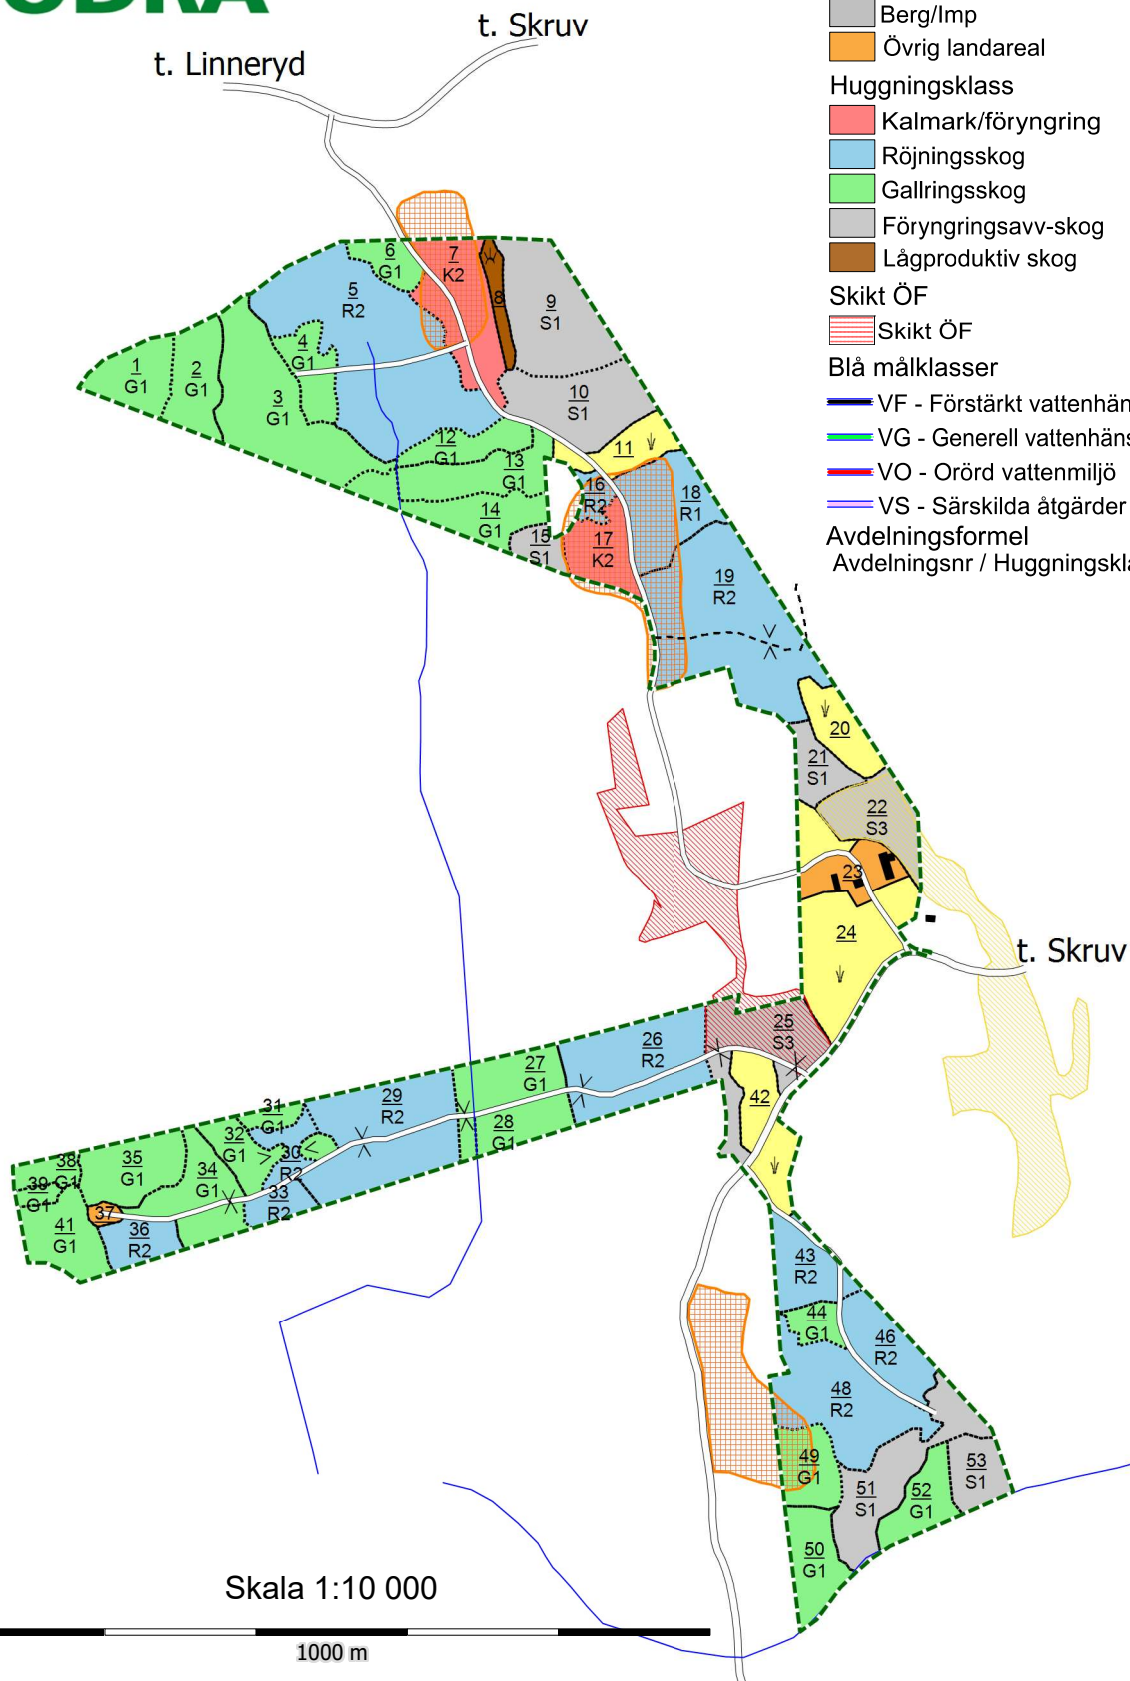 t. Skruv
t. Linneryd
Berg/Imp
Övrig landareal
Huggningsklass
Kalmark/föryngring
Röjningsskog
Gallringsskog
Föryngringsavv-skog
Lågproduktiv skog
Skikt ÖF
Skikt ÖF
Blå målklasser
VF - Förstärkt vattenhän
VG - Generell vattenhäns
VO - Orörd vattenmiljö
VS - Särskilda åtgärder
Avdelningsformel
Avdelningsnr / Huggningskla
1
G1
2
G1
3
G1
4
G1
5
R2
6
G1
7
K2
8
9
S1
10
S1
11
12
G1
13
G1
14
G1
15
S1
16
R2
17
K2
18
R1
19
R2
20
21
S1
22
S3
23
24
t. Skruv
25
S3
26
R2
27
G1
28
G1
29
R2
30
R2
31
G1
32
G1
33
R2
34
G1
35
G1
36
R2
37
38
G1
39
G1
41
G1
42
43
R2
44
G1
46
R2
48
R2
49
G1
50
G1
51
S1
52
G1
53
S1
Skala 1:10 000
1000 m